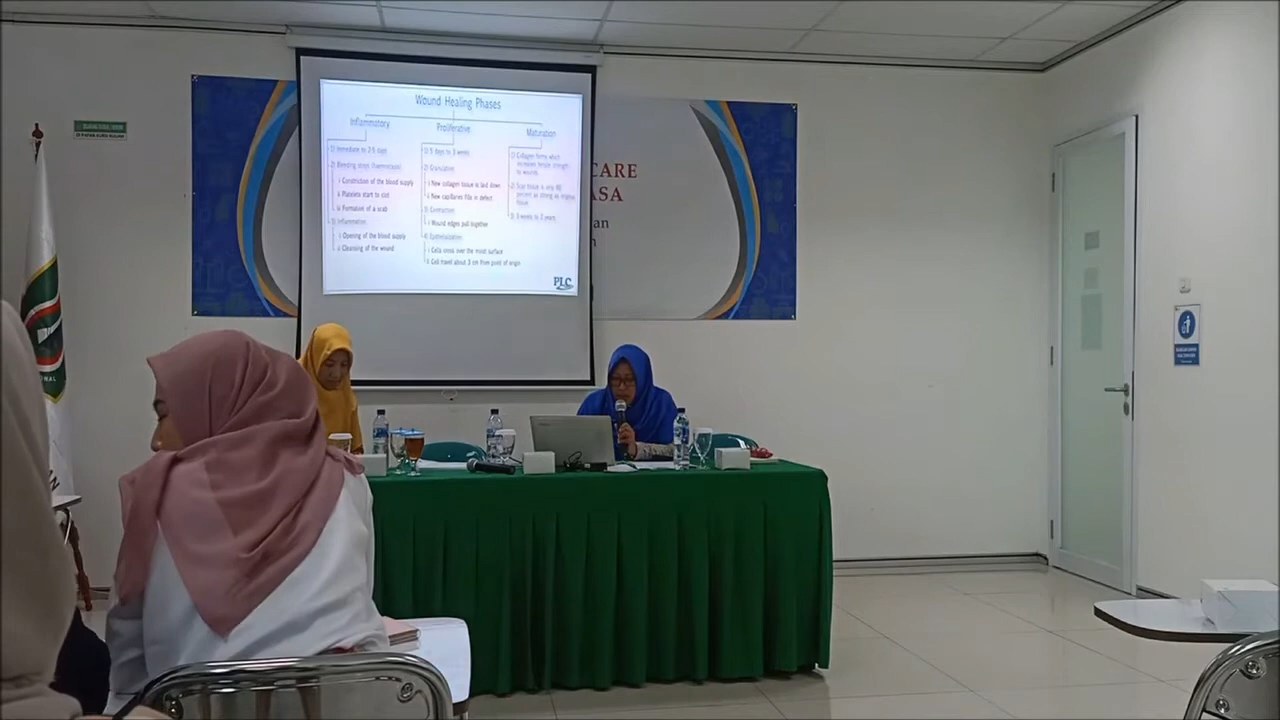 Wound Healing Phases
Inflammatory
1) Immediate to 2-5 days
2) Bleeding stops (haemostasis)
i Constriction of the blood supply
ii Platelets start to clot
iii Formation of a scab
3) Inflammation
i Opening of the blood supply
ii Cleansing of the wound
Proliferative
1) 5 days to 3 weeks
2) Granulation
i New collagen tissue is laid down
ii New capillaries fills in defect
3) Contraction
i Wound edges pull together
4) Epithelialization
i Cells cross over the moist surface
ii Cell travel about 3 cm from point of origin
Maturation
1) Collagen forms which
increases tensile strength
to wounds
2) Scar tissue is only 80
percent as strong as
tissue
3) 3 weeks to 2 years
PLC
CARE
ASA
an